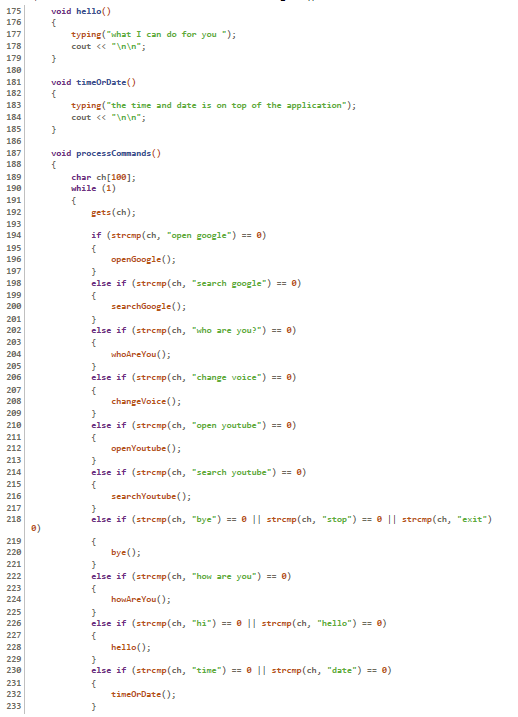 175 void hello()
176 {
177 typing("what I can do for you ");
178 cout << "\n\n";
179 }
180
181 void timeOrDate()
182 {
183 typing("the time and date is on top of the application");
184 cout << "\n\n";
185 }
186
187 void processCommands()
188 {
189 char ch[100];
190 while (1)
191 {
192 gets(ch);
193
194 if (strcmp(ch, "open google") == 0)
195 {
196 openGoogle();
197 }
198 else if (strcmp(ch, "search google") == 0)
199 {
200 searchGoogle();
201 }
202 else if (strcmp(ch, "who are you?") == 0)
203 {
204 whoAreYou();
205 }
206 else if (strcmp(ch, "change voice") == 0)
207 {
208 changeVoice();
209 }
210 else if (strcmp(ch, "open youtube") == 0)
211 {
212 openYoutube();
213 }
214 else if (strcmp(ch, "search youtube") == 0)
215 {
216 searchYoutube();
217 }
218 else if (strcmp(ch, "bye") == 0 || strcmp(ch, "stop") == 0 || strcmp(ch, "exit")
0)
219 {
220 bye();
221 }
222 else if (strcmp(ch, "how are you") == 0)
223 {
224 howAreYou();
225 }
226 else if (strcmp(ch, "hi") == 0 || strcmp(ch, "hello") == 0)
227 {
228 hello();
229 }
230 else if (strcmp(ch, "time") == 0 || strcmp(ch, "date") == 0)
231 {
232 timeOrDate();
233 }